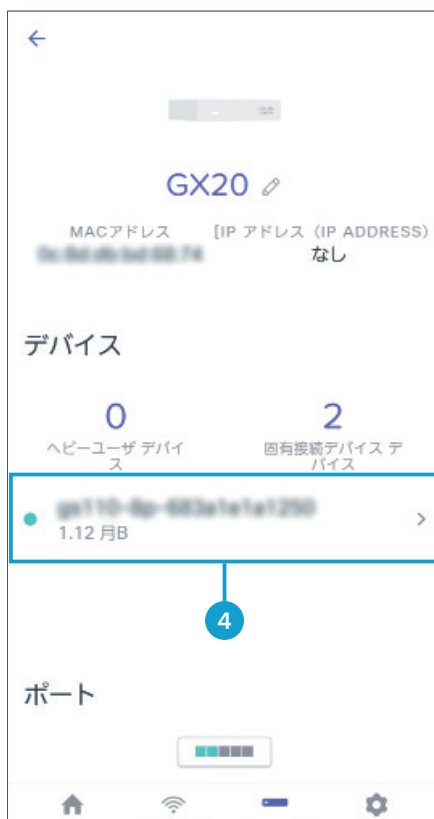 GX20
MACアドレス
[IP アドレス（IP ADDRESS）
なし
デバイス
0
2
ヘビーユーザ デバイ
ス
固有接続デバイス デ
バイス
1.12 月B
4
ポート